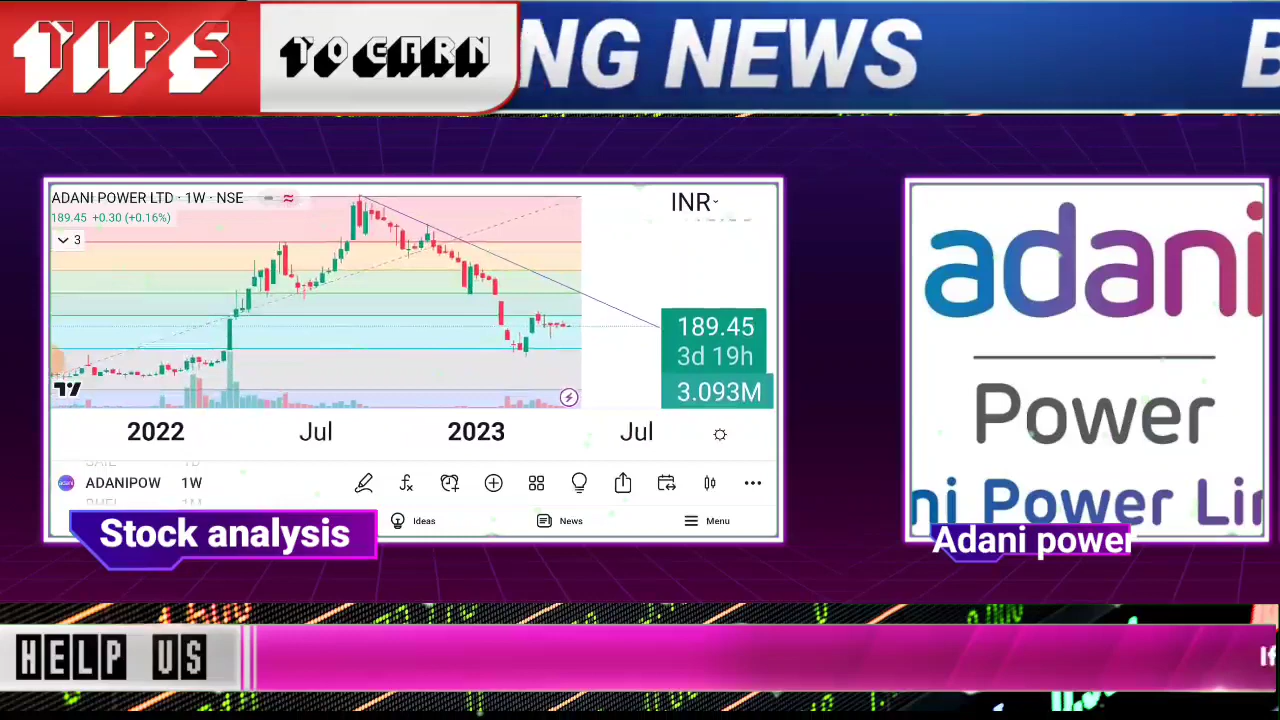 TIPS
TO EARN
NG NEWS
B
ADANI POWER LTD · 1W · NSE
189.45 +0.30 (+0.16%)
3
INR
189.45
3d 19h
3.093M
2022
Jul
2023
Jul
ADANIPOW 1W
Ideas
News
Menu
Stock analysis
adani
Power
ni Power Li
Adani power
HELP US
If